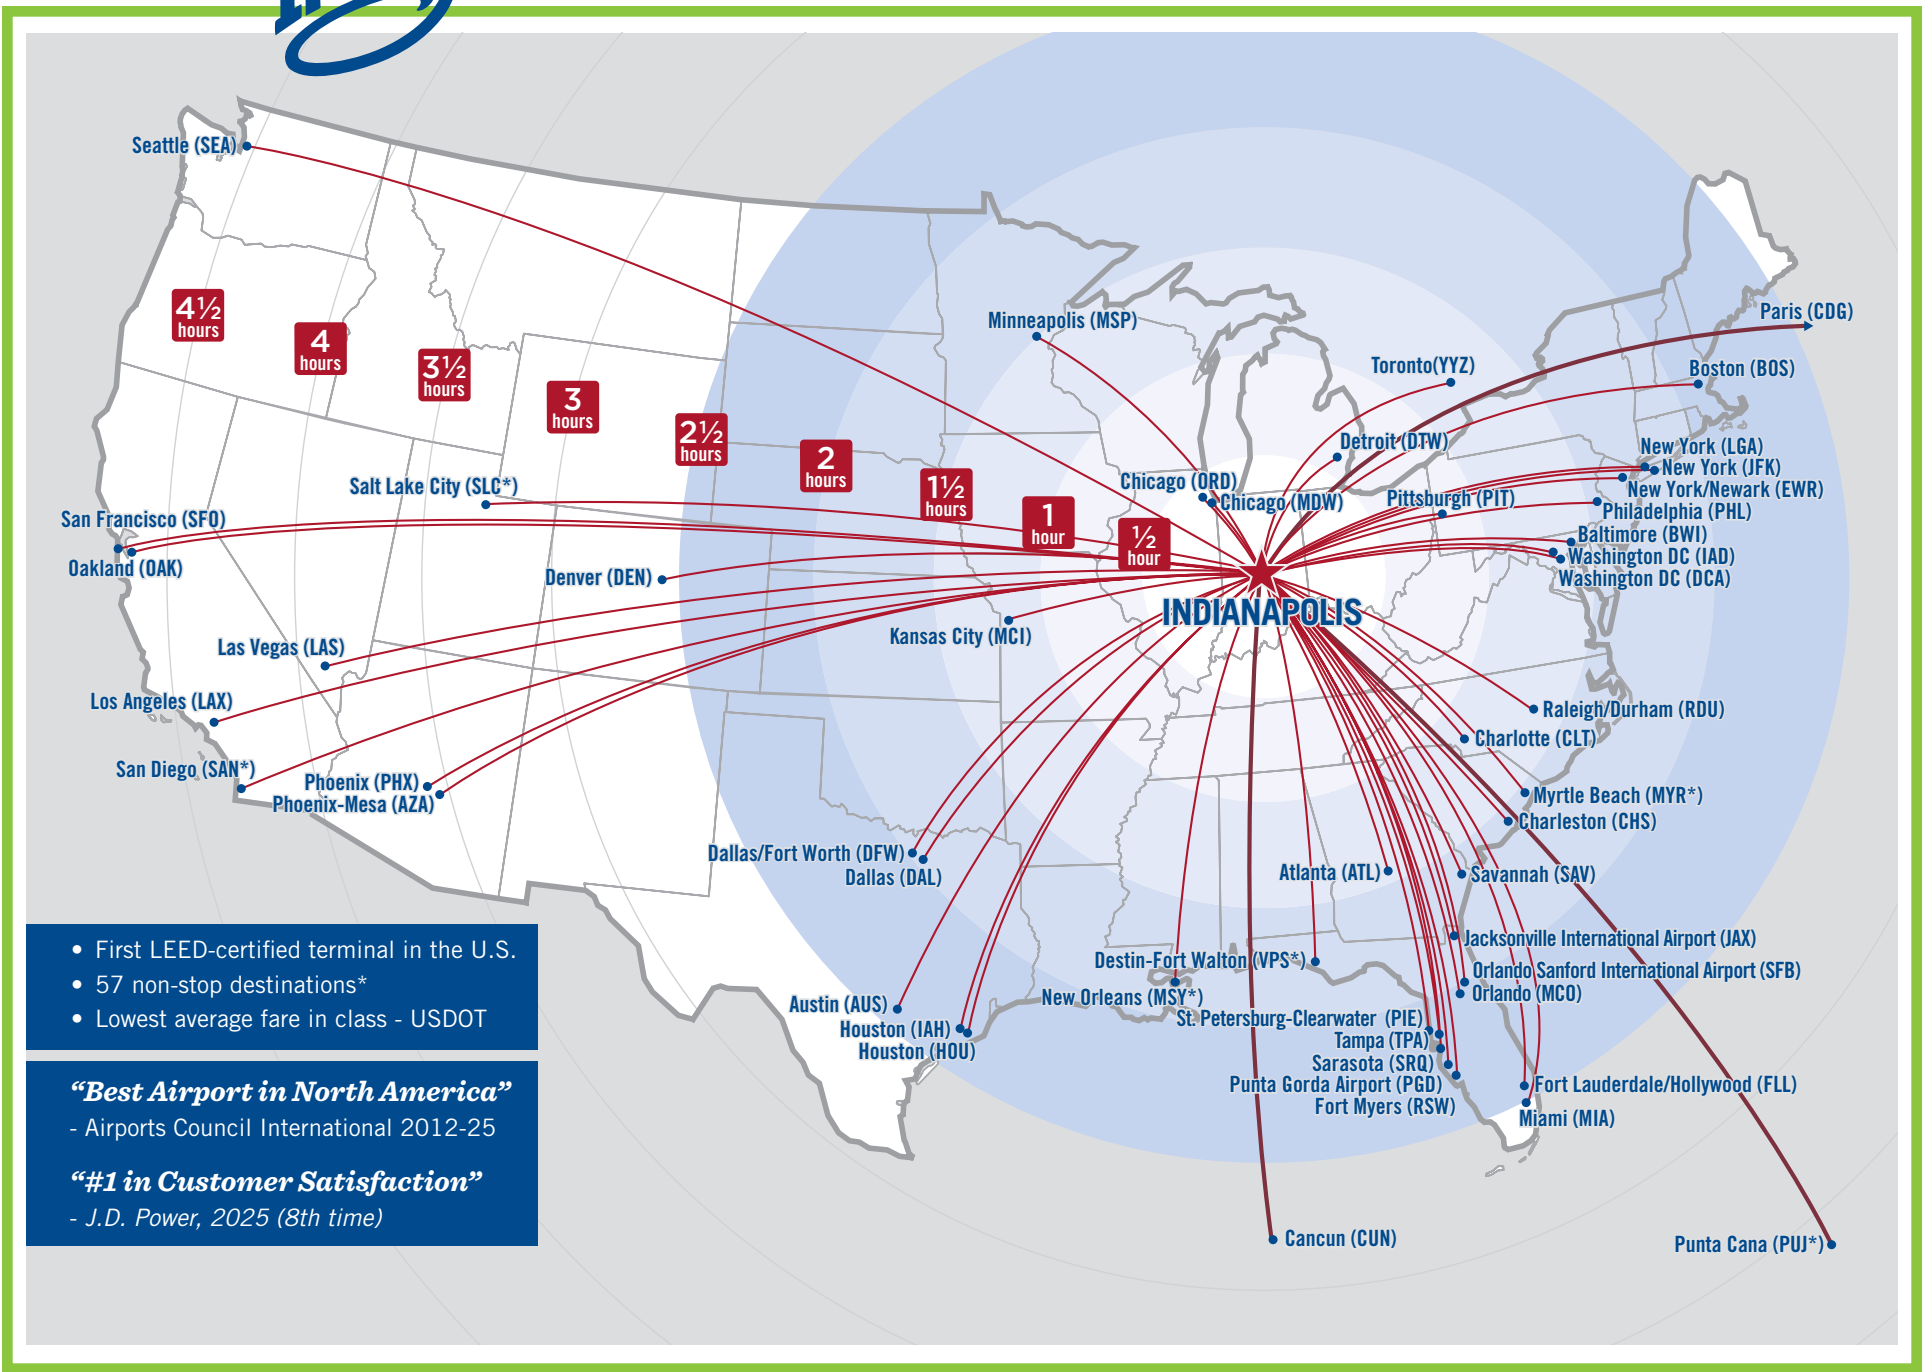 Seattle (SEA)
4½
hours
4
hours
3½
hours
3
hours
2½
hours
2
hours
1½
hours
1
hour
½
hour
Minneapolis (MSP)
Paris (CDG)
Toronto(YYZ)
Boston (BOS)
Detroit (DTW)
New York (LGA)
New York (JFK)
New York/Newark (EWR)
Chicago (ORD)
Chicago (MDW)
Pittsburgh (PIT)
Philadelphia (PHL)
Salt Lake City (SLC*)
San Francisco (SFO)
Oakland (OAK)
Baltimore (BWI)
Washington DC (IAD)
Washington DC (DCA)
Denver (DEN)
INDIANAPOLIS
Kansas City (MCI)
Las Vegas (LAS)
Los Angeles (LAX)
Raleigh/Durham (RDU)
Charlotte (CLT)
San Diego (SAN*)
Phoenix (PHX)
Phoenix-Mesa (AZA)
Myrtle Beach (MYR*)
Charleston (CHS)
Dallas/Fort Worth (DFW)
Dallas (DAL)
Atlanta (ATL)
Savannah (SAV)
Jacksonville International Airport (JAX)
Destin-Fort Walton (VPS*)
Orlando Sanford International Airport (SFB)
Orlando (MCO)
New Orleans (MSY*)
Austin (AUS)
Houston (IAH)
Houston (HOU)
St. Petersburg-Clearwater (PIE)
Tampa (TPA)
Sarasota (SRQ)
Punta Gorda Airport (PGD)
Fort Myers (RSW)
Fort Lauderdale/Hollywood (FLL)
Miami (MIA)
Cancun (CUN)
Punta Cana (PUJ*)
• First LEED-certified terminal in the U.S.
• 57 non-stop destinations*
• Lowest average fare in class - USDOT
“Best Airport in North America”
- Airports Council International 2012-25
“#1 in Customer Satisfaction”
- J.D. Power, 2025 (8th time)